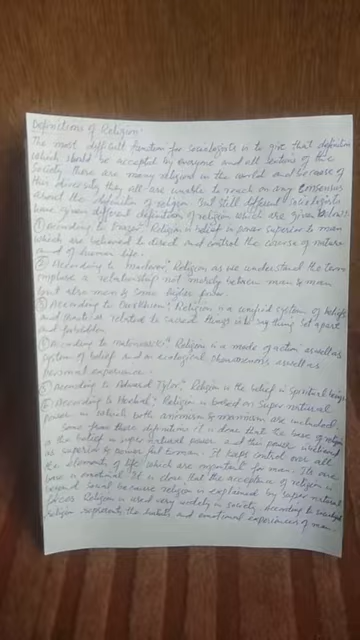 Definitions of Religion:
The most difficult function for sociologists is to give that definition
which should be accepted by everyone and all sections of the
Society. There are many religions in the world and because of
this diversity they all are unable to reach on any consensus
about the definition of religion. But still different sociologists
have given different definition of religion which are given below:
① According to Frazer: Religion is belief in power superior to man
which are believed to direct and control the course of nature
and of human life.
② According to MacIver: Religion as we understand the term
implies a relationship not merely between man & man
but also man & some higher power.
③ According to Durkheim: Religion is a unified system of beliefs
and practices relative to sacred things, say thing set apart
and forbidden.
④ According to Malinowski: Religion is a mode of action as well as
system of belief and an sociological phenomenon as well as
personal experience.
⑤ According to Edward Tylor: Religion is the belief in Spiritual beings.
⑥ According to : Religion is based on Super natural
power in which both animism & manaism are included.
Some from these definitions it is clear that the base of religion
is the belief in super natural power and this power is
as superior & power ful to man. It keeps control over all
the elements of life which are important for man. Its one
base is emotional. It is clear that the acceptance of religion is
beyond social because religion is explained by super natural
forces. Religion is used very widely in society. According to sociologist
religion represents the beliefs and emotional experiences of man.